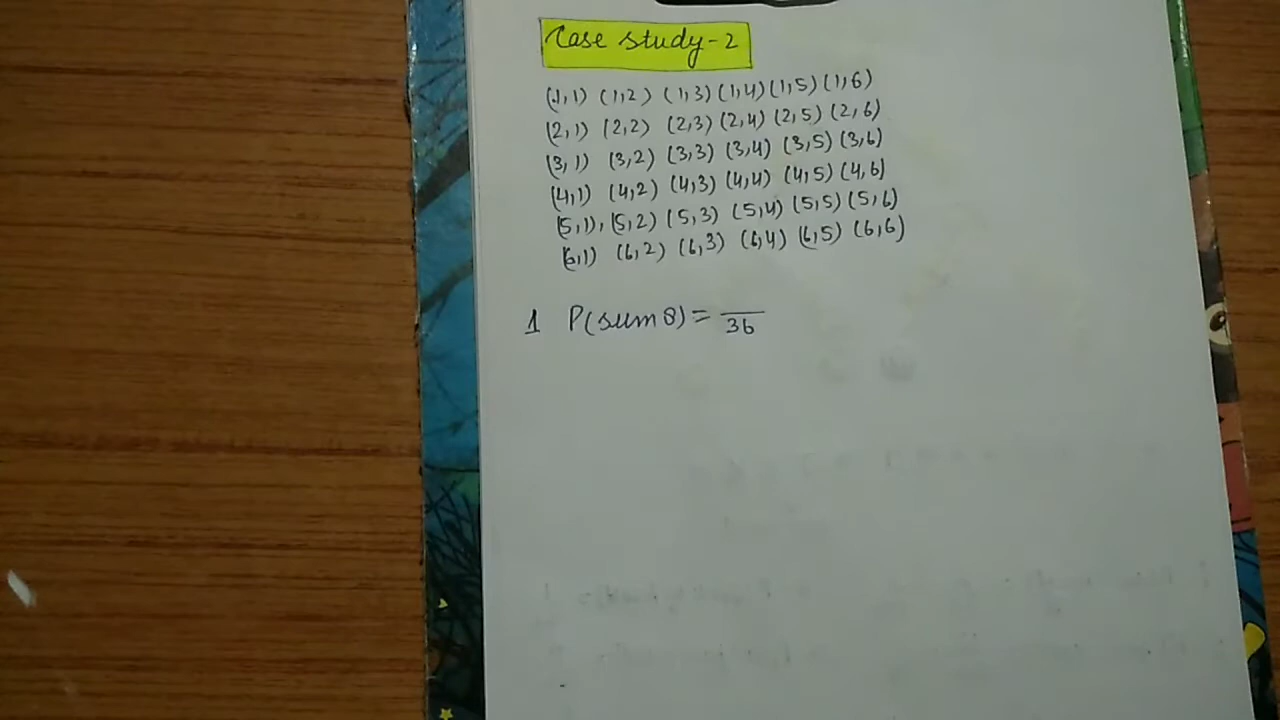 Case study-2
(1,1) (1,2) (1,3) (1,4) (1,5) (1,6)
(2,1) (2,2) (2,3) (2,4) (2,5) (2,6)
(3,1) (3,2) (3,3) (3,4) (3,5) (3,6)
(4,1) (4,2) (4,3) (4,4) (4,5) (4,6)
(5,1), (5,2) (5,3) (5,4) (5,5) (5,6)
(6,1) (6,2) (6,3) (6,4) (6,5) (6,6)
1 P(sum 8) = __/36